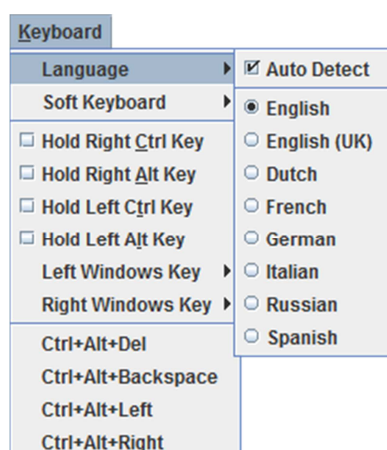 Keyboard
Language
Soft Keyboard
Hold Right Ctrl Key
Hold Right Alt Key
Hold Left Ctrl Key
Hold Left Alt Key
Left Windows Key
Right Windows Key
Ctrl+Alt+Del
Ctrl+Alt+Backspace
Ctrl+Alt+Left
Ctrl+Alt+Right
Auto Detect
English
English (UK)
Dutch
French
German
Italian
Russian
Spanish